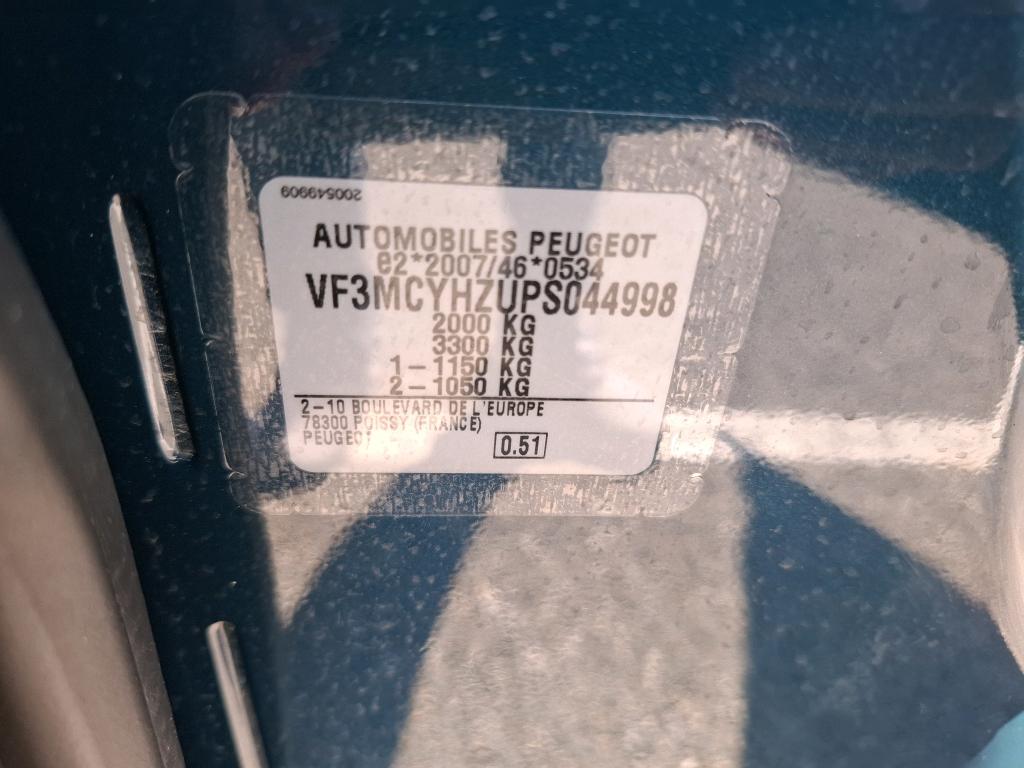 200549909
AUTOMOBILES PEUGEOT
e2*2007/46*0534
VF3MCYHZUPS044998
2000 KG
3300 KG
1-1150 KG
2-1050 KG
2-10 BOULEVARD DE L'EUROPE
78300 POISSY (FRANCE)
PEUGEOT
0.51